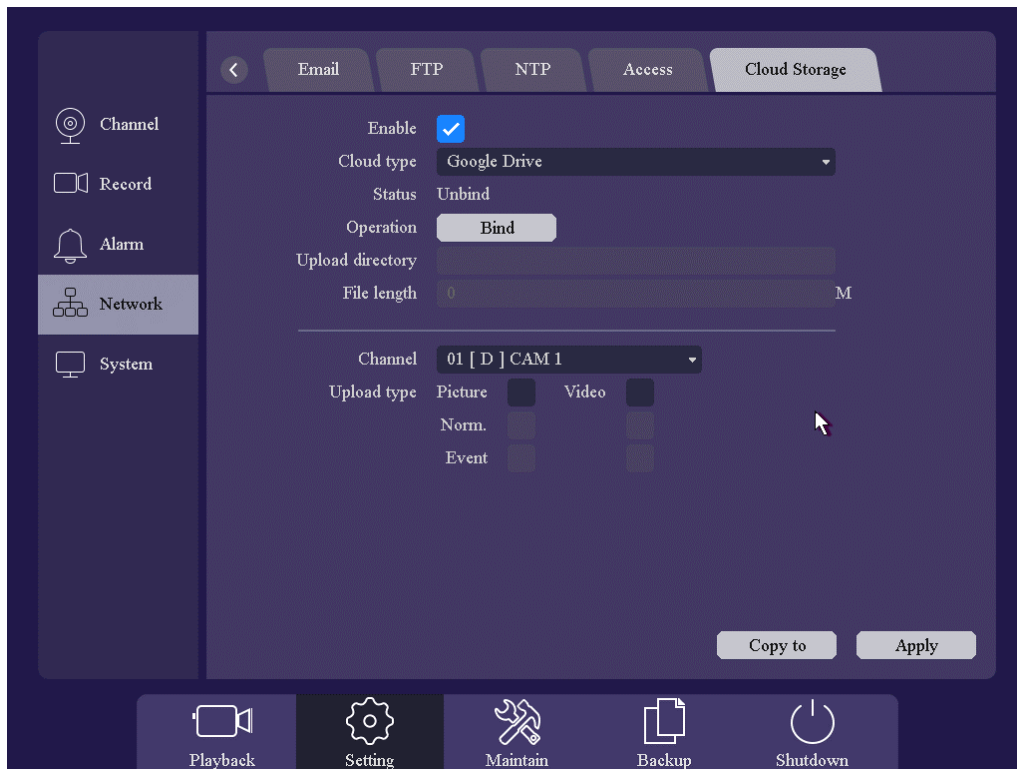 Email FTP NTP Access Cloud Storage
Channel
Record
Alarm
Network
System
Enable
Cloud type Google Drive
Status Unbind
Operation Bind
Upload directory
File length 0 M
Channel 01 [ D ] CAM 1
Upload type Picture Video
Norm.
Event
Copy to Apply
Playback Setting Maintain Backup Shutdown